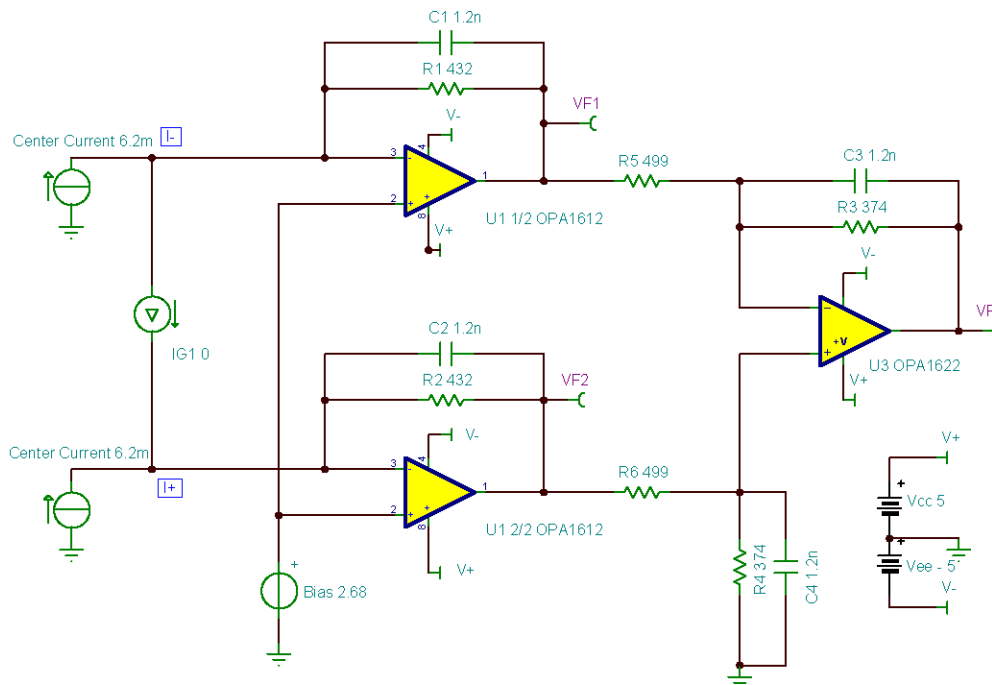 C1 1.2n
R1 432
V-
VF1
I-
Center Current 6.2m
3
4
1
2
8
U1 1/2 OPA1612
V+
R5 499
C3 1.2n
R3 374
V-
VF
+V
U3 OPA1622
V+
IG1 0
C2 1.2n
R2 432
VF2
V-
Center Current 6.2m
I+
3
4
1
2
8
U1 2/2 OPA1612
V+
R6 499
Bias 2.68
R4 374
C4 1.2n
V+
Vcc 5
Vee - 5
V-